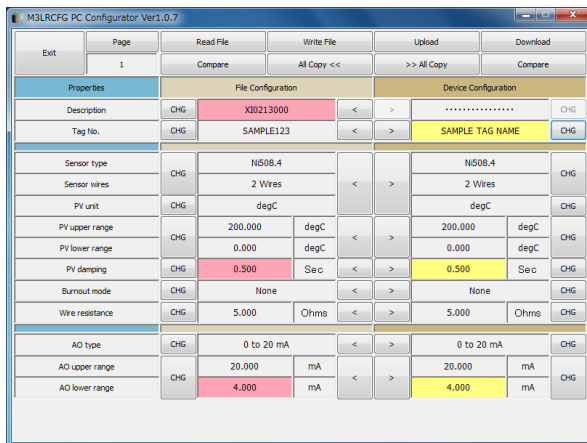 M3LRCFG PC Configurator Ver1.0.7
Exit Page Read File Write File Upload Download
1 Compare All Copy << >> All Copy Compare
Properties File Configuration Device Configuration
Description CHG XI0213000 < > ················ CHG
Tag No. CHG SAMPLE123 < > SAMPLE TAG NAME CHG
Sensor type CHG Ni508.4 < > Ni508.4 CHG
Sensor wires 2 Wires 2 Wires
PV unit CHG degC degC CHG
PV upper range CHG 200.000 degC < > 200.000 degC CHG
PV lower range 0.000 degC 0.000 degC
PV damping CHG 0.500 Sec < > 0.500 Sec CHG
Burnout mode CHG None < > None CHG
Wire resistance CHG 5.000 Ohms < > 5.000 Ohms CHG
AO type CHG 0 to 20 mA < > 0 to 20 mA CHG
AO upper range CHG 20.000 mA < > 20.000 mA CHG
AO lower range 4.000 mA 4.000 mA